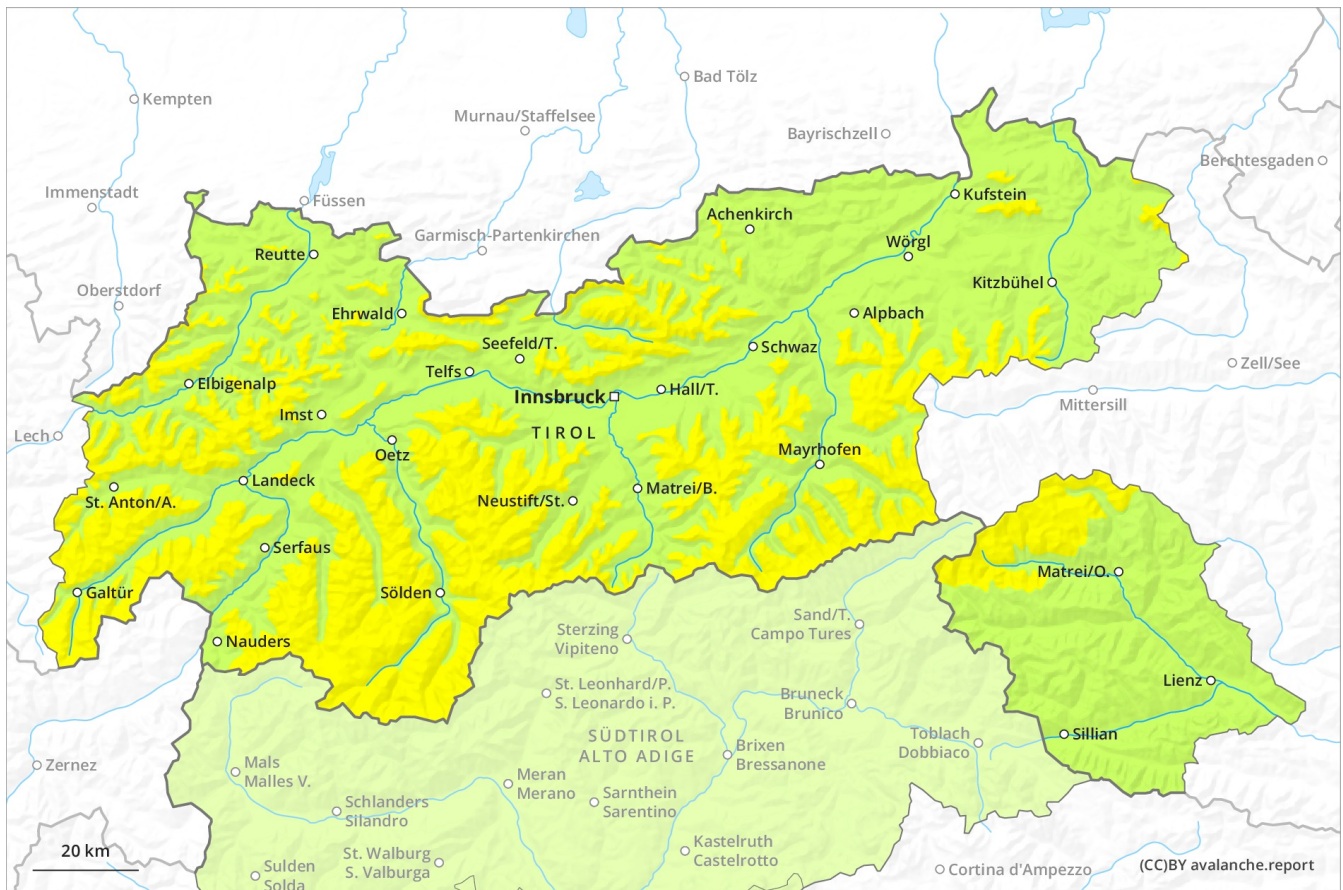 Bad Tölz
Kempten
Murnau/Staffelsee
Bayrischzell
Berchtesgaden
Immenstadt
Füssen
Kufstein
Achenkirch
Garmisch-Partenkirchen
Reutte
Wörgl
Oberstdorf
Kitzbühel
Ehrwald
Alpbach
Seefeld/T.
Schwaz
Zell/See
Telfs
Elbigenalp
Hall/T.
Innsbruck
Mittersill
Imst
TIROL
Lech
Oetz
Mayrhofen
Landeck
Matrei/B.
St. Anton/A.
Neustift/St.
Serfaus
Matrei/O.
Galtür
Sölden
Sand/T.
Campo Tures
Sterzing
Vipiteno
Nauders
Lienz
St. Leonhard/P.
S. Leonardo i. P.
Bruneck
Brunico
Sillian
SÜDTIROL
ALTO ADIGE
Toblach
Dobbiaco
Brixen
Bressanone
Zernez
Mals
Malles V.
Meran
Merano
Sarnthein
Sarentino
Schlanders
Silandro
Kastelruth
Castelrotto
20 km
St. Walburg
S. Valburga
Sulden
Solda
Cortina d'Ampezzo
(CC)BY avalanche.report